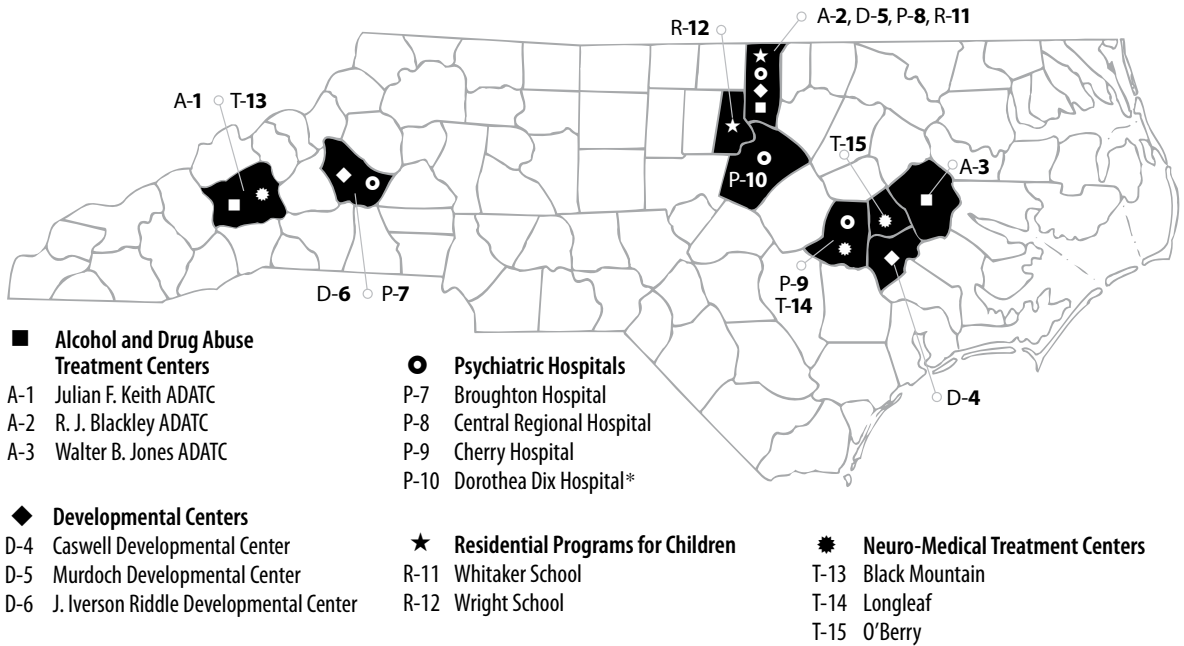 R-12
A-2, D-5, P-8, R-11
A-1 T-13
T-15
A-3
P-10
P-9
T-14
D-6 P-7
D-4
Alcohol and Drug Abuse
Treatment Centers
A-1 Julian F. Keith ADATC
A-2 R. J. Blackley ADATC
A-3 Walter B. Jones ADATC
Developmental Centers
D-4 Caswell Developmental Center
D-5 Murdoch Developmental Center
D-6 J. Iverson Riddle Developmental Center
Psychiatric Hospitals
P-7 Broughton Hospital
P-8 Central Regional Hospital
P-9 Cherry Hospital
P-10 Dorothea Dix Hospital*
Residential Programs for Children
R-11 Whitaker School
R-12 Wright School
Neuro-Medical Treatment Centers
T-13 Black Mountain
T-14 Longleaf
T-15 O'Berry